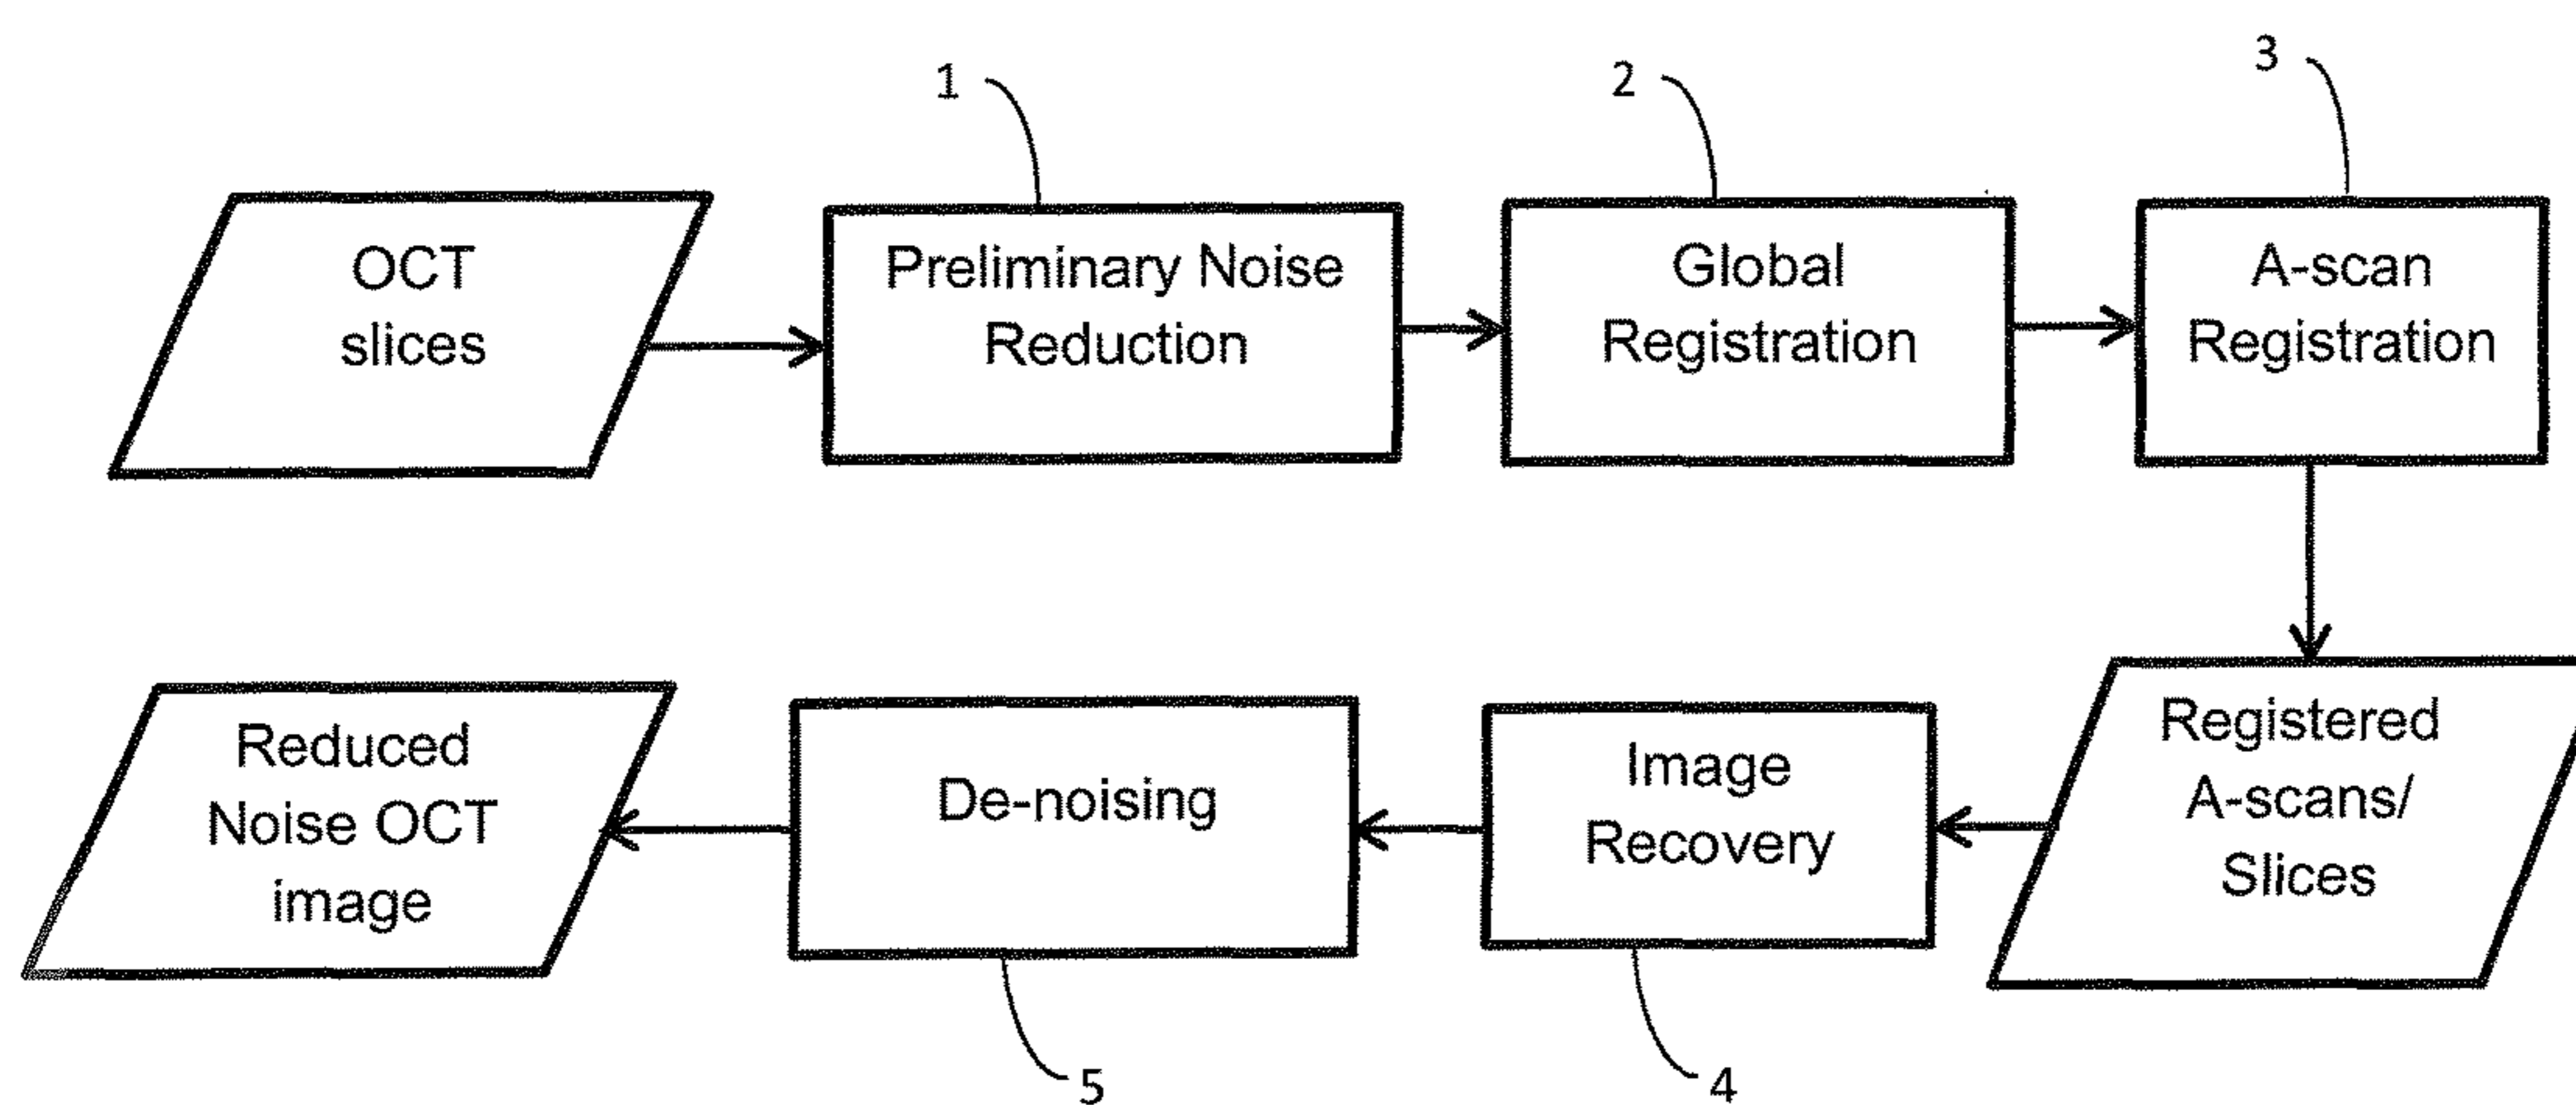 1
2
3
OCT
slices
Preliminary Noise
Reduction
Global
Registration
A-scan
Registration
Reduced
Noise OCT
image
De-noising
Image
Recovery
Registered
A-scans/
Slices
5
4